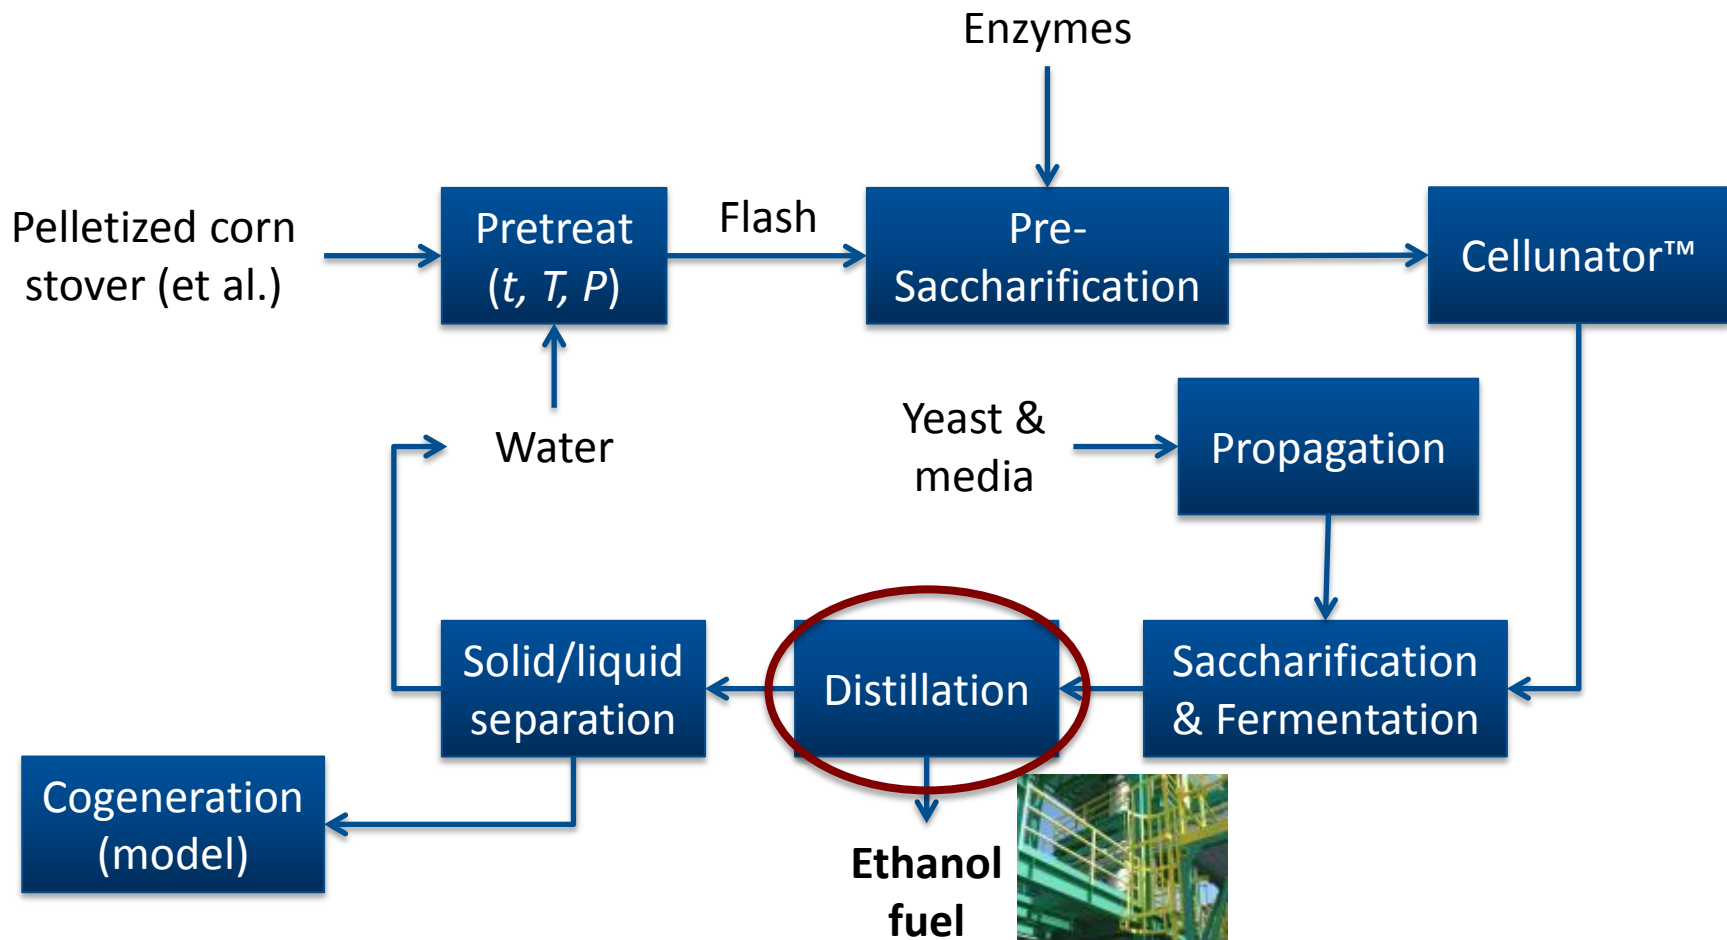 Enzymes
Pelletized corn
stover (et al.)
Pretreat
(t, T, P)
Flash
Pre-
Saccharification
Cellunator™
Water
Yeast &
media
Propagation
Solid/liquid
separation
Distillation
Saccharification
& Fermentation
Cogeneration
(model)
Ethanol
fuel